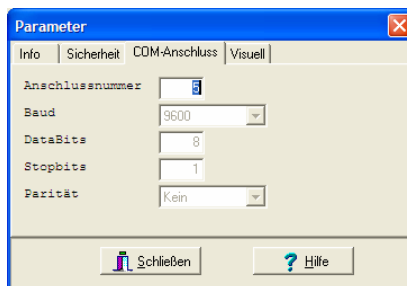 Parameter
Info Sicherheit COM-Anschluss Visuell
Anschlussnummer 5
Baud 9600
DataBits 8
Stopbits 1
Parität Kein
Schließen Hilfe